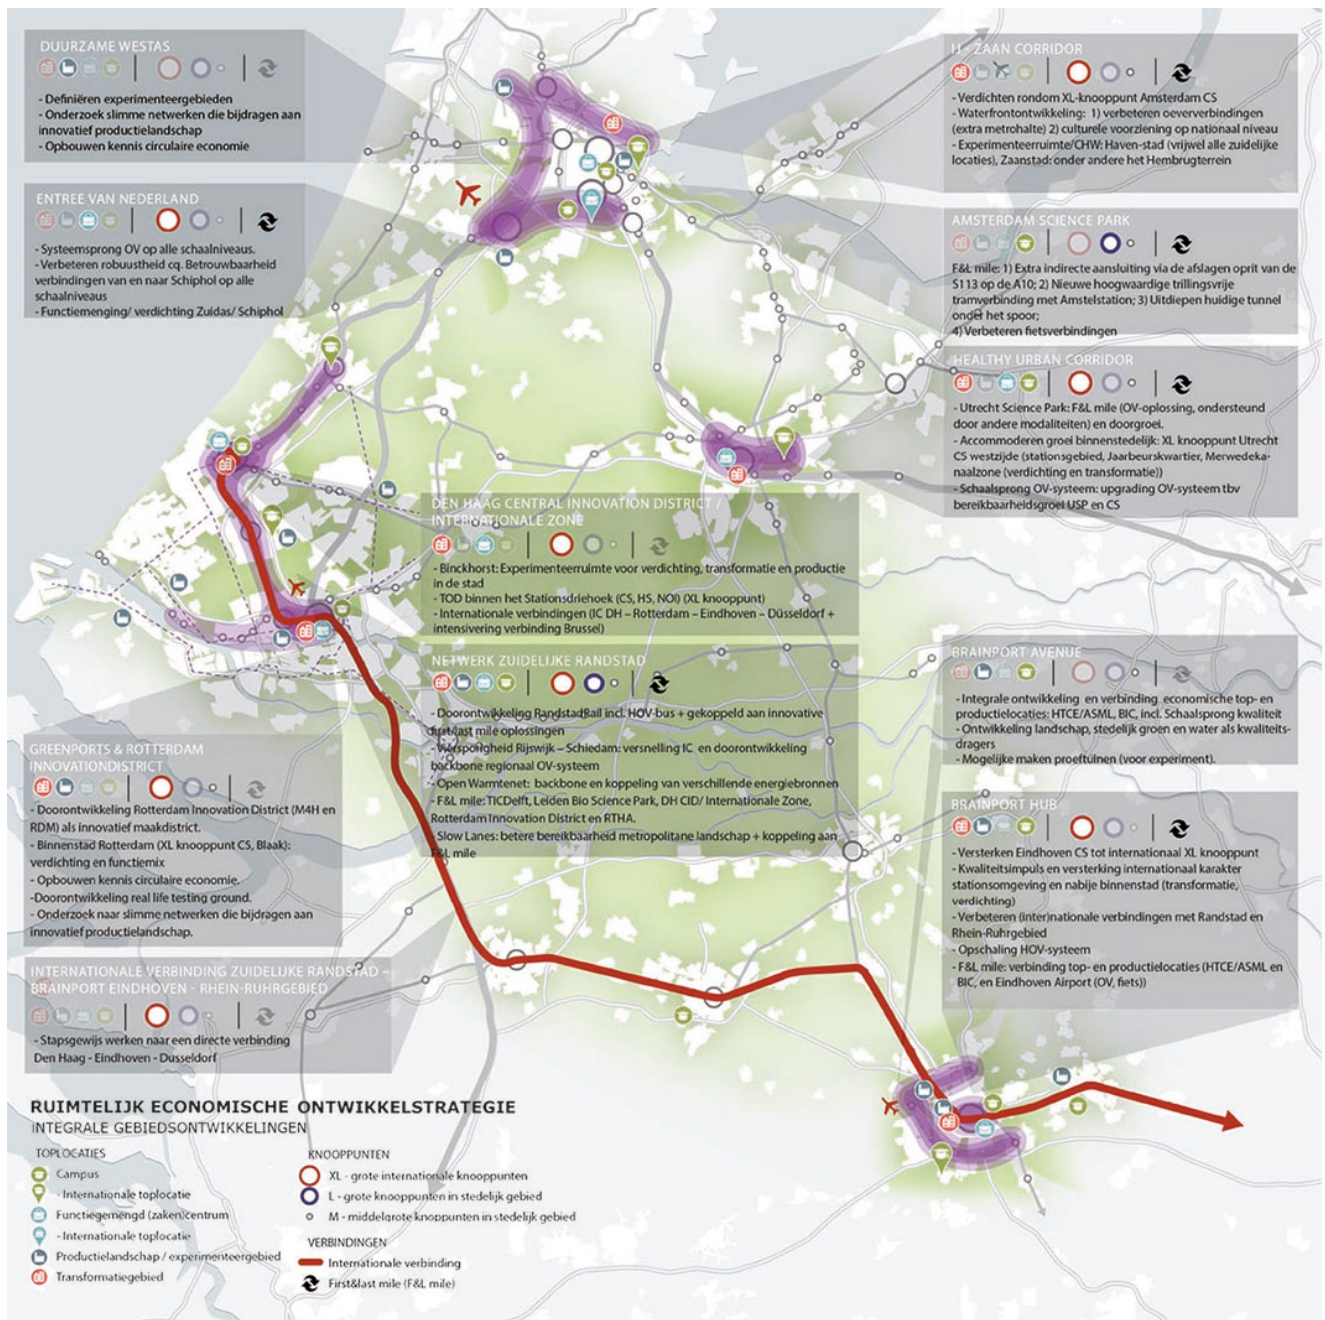 DUURZAME WESTAS
- Definiëren experimenteergebieden
- Onderzoek slimme netwerken die bijdragen aan
innovatief productielandschap
- Opbouwen kennis circulaire economie
ENTREE VAN NEDERLAND
- Systeemsprong OV op alle schaalniveaus.
- Verbeteren robuustheid cq. Betrouwbaarheid
verbindingen van en naar Schiphol op alle
schaalniveaus
- Functiemenging/ verdichting Zuidas/ Schiphol
IJ - ZAAN CORRIDOR
- Verdichten rondom XL-knooppunt Amsterdam CS
- Waterfrontontwikkeling: 1) verbeteren oeververbindingen
(extra metrohalte) 2) culturele voorziening op nationaal niveau
- Experimenteerruimte/CHW: Haven-stad (vrijwel alle zuidelijke
locaties), Zaanstad: onder andere het Hembrugterrein
AMSTERDAM SCIENCE PARK
F&L mile: 1) Extra indirecte aansluiting via de afslagen oprit van de
S113 op de A10; 2) Nieuwe hoogwaardige trillingsvrije
tramverbinding met Amstelstation; 3) Uitdiepen huidige tunnel
onder het spoor;
4) Verbeteren fietsverbindingen
HEALTHY URBAN CORRIDOR
- Utrecht Science Park: F&L mile (OV-oplossing, ondersteund
door andere modaliteiten) en doorgroei.
- Accommoderen groei binnenstedelijk: XL knooppunt Utrecht
CS westzijde (stationsgebied, Jaarbeurskwartier, Merwedeka-
naalzone (verdichting en transformatie))
- Schaalsprong OV-systeem: upgrading OV-systeem tbv
bereikbaarheidsgroei USP en CS
DEN HAAG CENTRAL INNOVATION DISTRICT /
INTERNATIONALE ZONE
- Binckhorst: Experimenteerruimte voor verdichting, transformatie en productie
in de stad
- TOD binnen het Stationsdriehoek (CS, HS, NOI) (XL knooppunt)
- Internationale verbindingen (IC DH – Rotterdam – Eindhoven – Düsseldorf +
intensivering verbinding Brussel)
NETWERK ZUIDELIJKE RANDSTAD
- Doorontwikkeling RandstadRail incl. HOV-bus + gekoppeld aan innovative
first/last mile oplossingen
- Viersporigheid Rijswijk – Schiedam: versnelling IC en doorontwikkeling
backbone regionaal OV-systeem
- Open Warmtenet: backbone en koppeling van verschillende energiebronnen
- F&L mile: TICDelft, Leiden Bio Science Park, DH CID/ Internationale Zone,
Rotterdam Innovation District en RTHA.
Slow Lanes: betere bereikbaarheid metropolitane landschap + koppeling aan
F&L mile
BRAINPORT AVENUE
- Integrale ontwikkeling en verbinding economische top- en
productielocaties: HTCE/ASML, BIC, incl. Schaalsprong kwaliteit
- Ontwikkeling landschap, stedelijk groen en water als kwaliteits-
dragers
- Mogelijke maken proeftuinen (voor experiment).
BRAINPORT HUB
- Versterken Eindhoven CS tot internationaal XL knooppunt
- Kwaliteitsimpuls en versterking internationaal karakter
stationsomgeving en nabije binnenstad (transformatie,
verdichting)
- Verbeteren (inter)nationale verbindingen met Randstad en
Rhein-Ruhrgebied
- Opschaling HOV-systeem
- F&L mile: verbinding top- en productielocaties (HTCE/ASML en
BIC, en Eindhoven Airport (OV, fiets))
GREENPORTS & ROTTERDAM
INNOVATIONDISTRICT
- Doorontwikkeling Rotterdam Innovation District (M4H en
RDM) als innovatief maakdistrict.
- Binnenstad Rotterdam (XL knooppunt CS, Blaak):
verdichting en functiemix
- Opbouwen kennis circulaire economie.
-Doorontwikkeling real life testing ground.
- Onderzoek naar slimme netwerken die bijdragen aan
innovatief productielandschap.
INTERNATIONALE VERBINDING ZUIDELIJKE RANDSTAD –
BRAINPORT EINDHOVEN - RHEIN-RUHRGEBIED
- Stapsgewijs werken naar een directe verbinding
Den Haag - Eindhoven - Dusseldorf
RUIMTELIJK ECONOMISCHE ONTWIKKELSTRATEGIE
INTEGRALE GEBIEDSONTWIKKELINGEN
TOPLOCATIES
Campus
- Internationale toplocatie
Functiegemengd (zaken)centrum
- Internationale toplocatie
Productielandschap / experimenteergebied
Transformatiegebied
KNOOPPUNTEN
XL - grote internationale knooppunten
L - grote knooppunten in stedelijk gebied
M - middelgrote knoppunten in stedelijk gebied
VERBINDINGEN
Internationale verbinding
First&last mile (F&L mile)